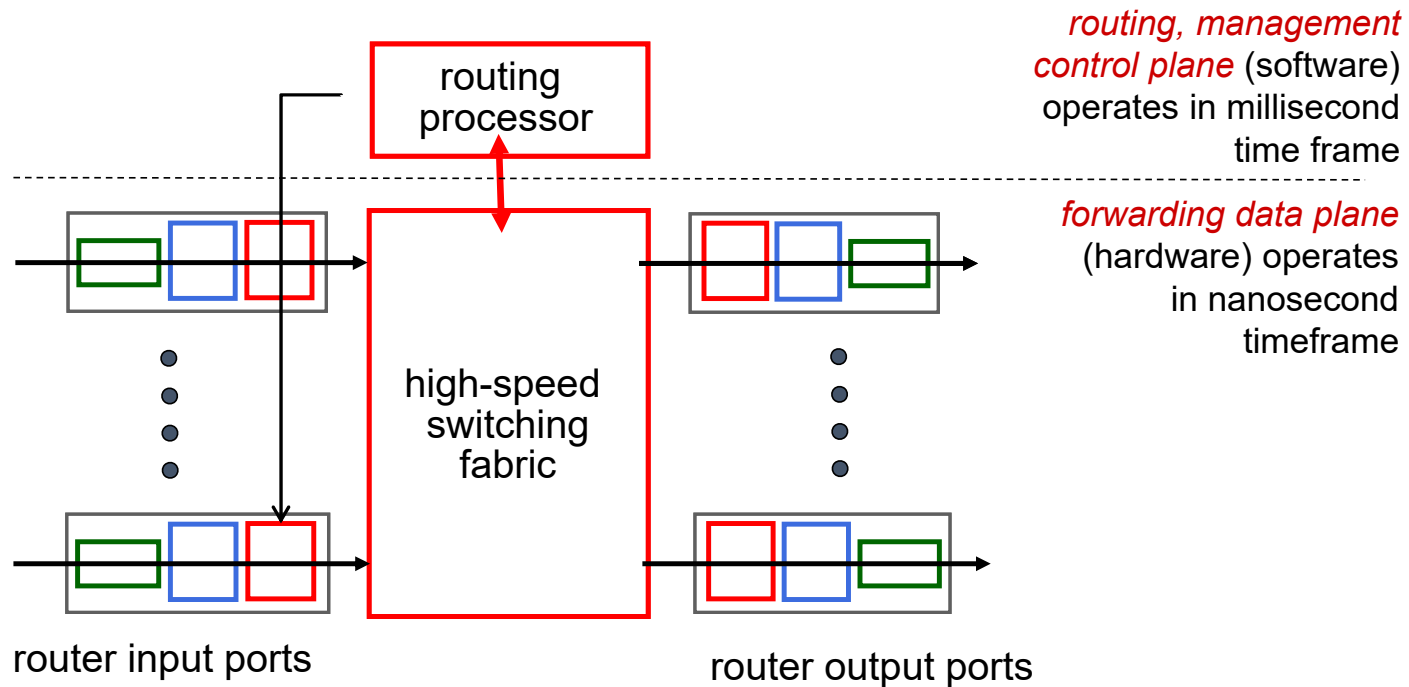 routing, management
control plane (software)
operates in millisecond
time frame
routing
processor
forwarding data plane
(hardware) operates
in nanosecond
timeframe
high-speed
switching
fabric
router input ports
router output ports